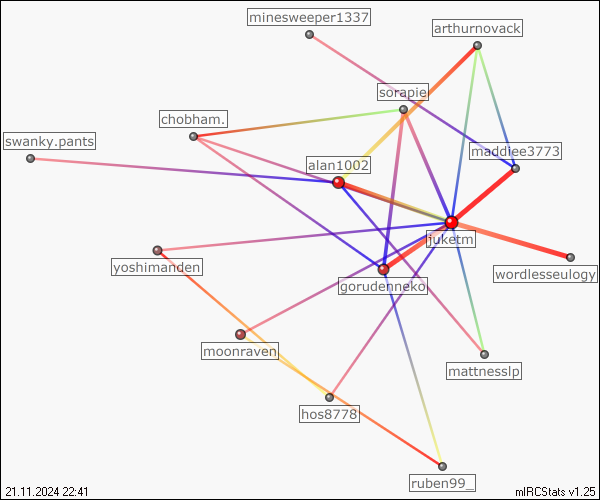 minesweeper1337
arthurnovack
sorapie
chobham.
swanky.pants
maddiee3773
alan1002
jjuketm
yoshimanden
wordlesseulogy
gorudenneko
moonraven
mattnesslp
hos8778
ruben99_
21.11.2024 22:41
mIRCStats v1.25